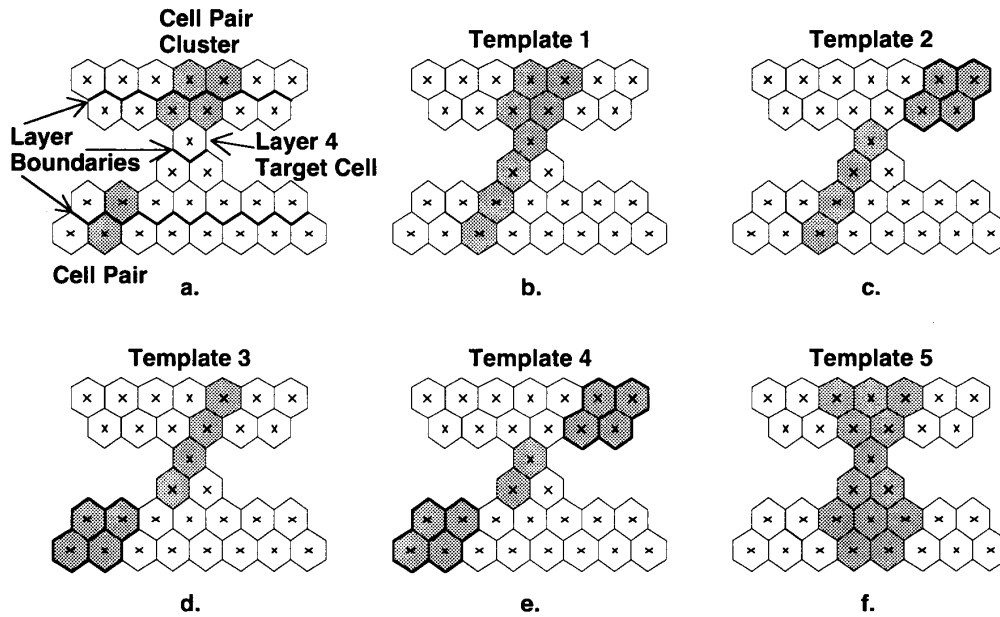 Cell Pair
Cluster
Template 1
Template 2
Layer
Boundaries
Layer 4
Target Cell
Cell Pair
a.
b.
c.
Template 3
Template 4
Template 5
d.
e.
f.